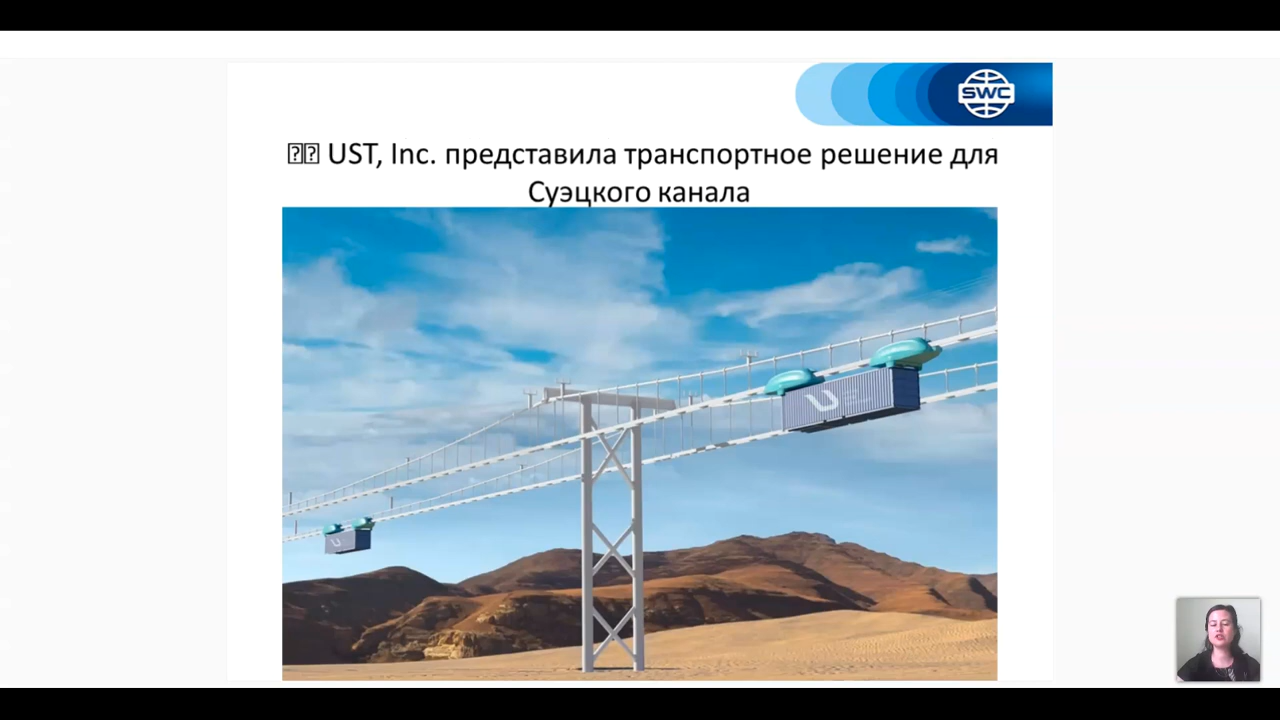 SWC
UST, Inc. представила транспортное решение для
Суэцкого канала
U
U